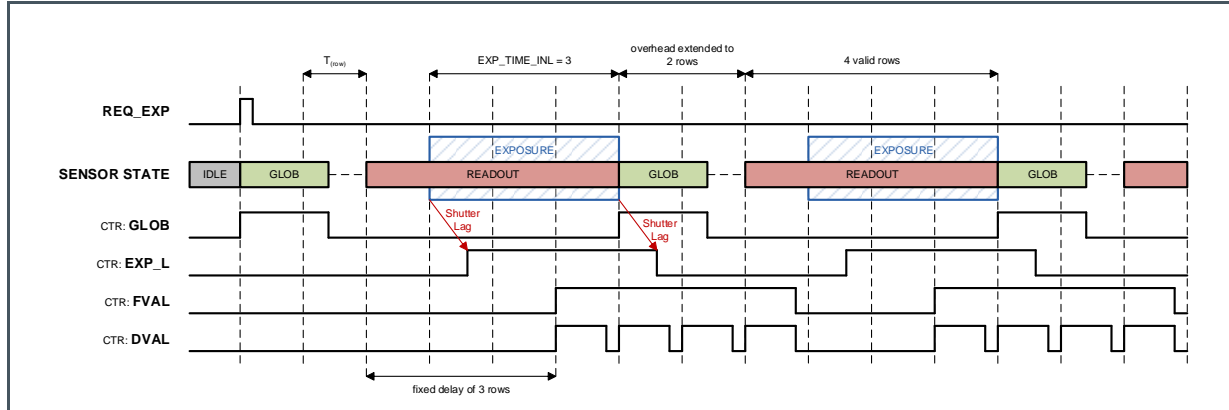 overhead extended to
2 rows
T(row)
EXP_TIME_INL = 3
4 valid rows
REQ_EXP
EXPOSURE
EXPOSURE
SENSOR STATE
IDLE
GLOB
READOUT
GLOB
READOUT
GLOB
CTR: GLOB
Shutter
Lag
Shutter
Lag
CTR: EXP_L
CTR: FVAL
CTR: DVAL
fixed delay of 3 rows